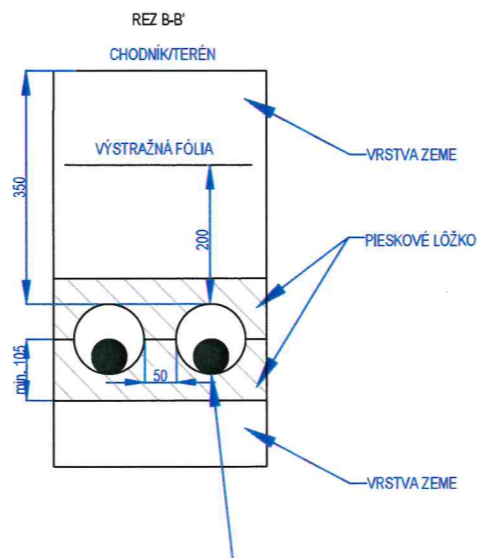 REZ B-B'
CHODNÍK/TERÉN
VÝSTRAŽNÁ FÓLIA
VRSTVA ZEME
350
200
PIESKOVÉ LÔŽKO
min. 105
50
VRSTVA ZEME